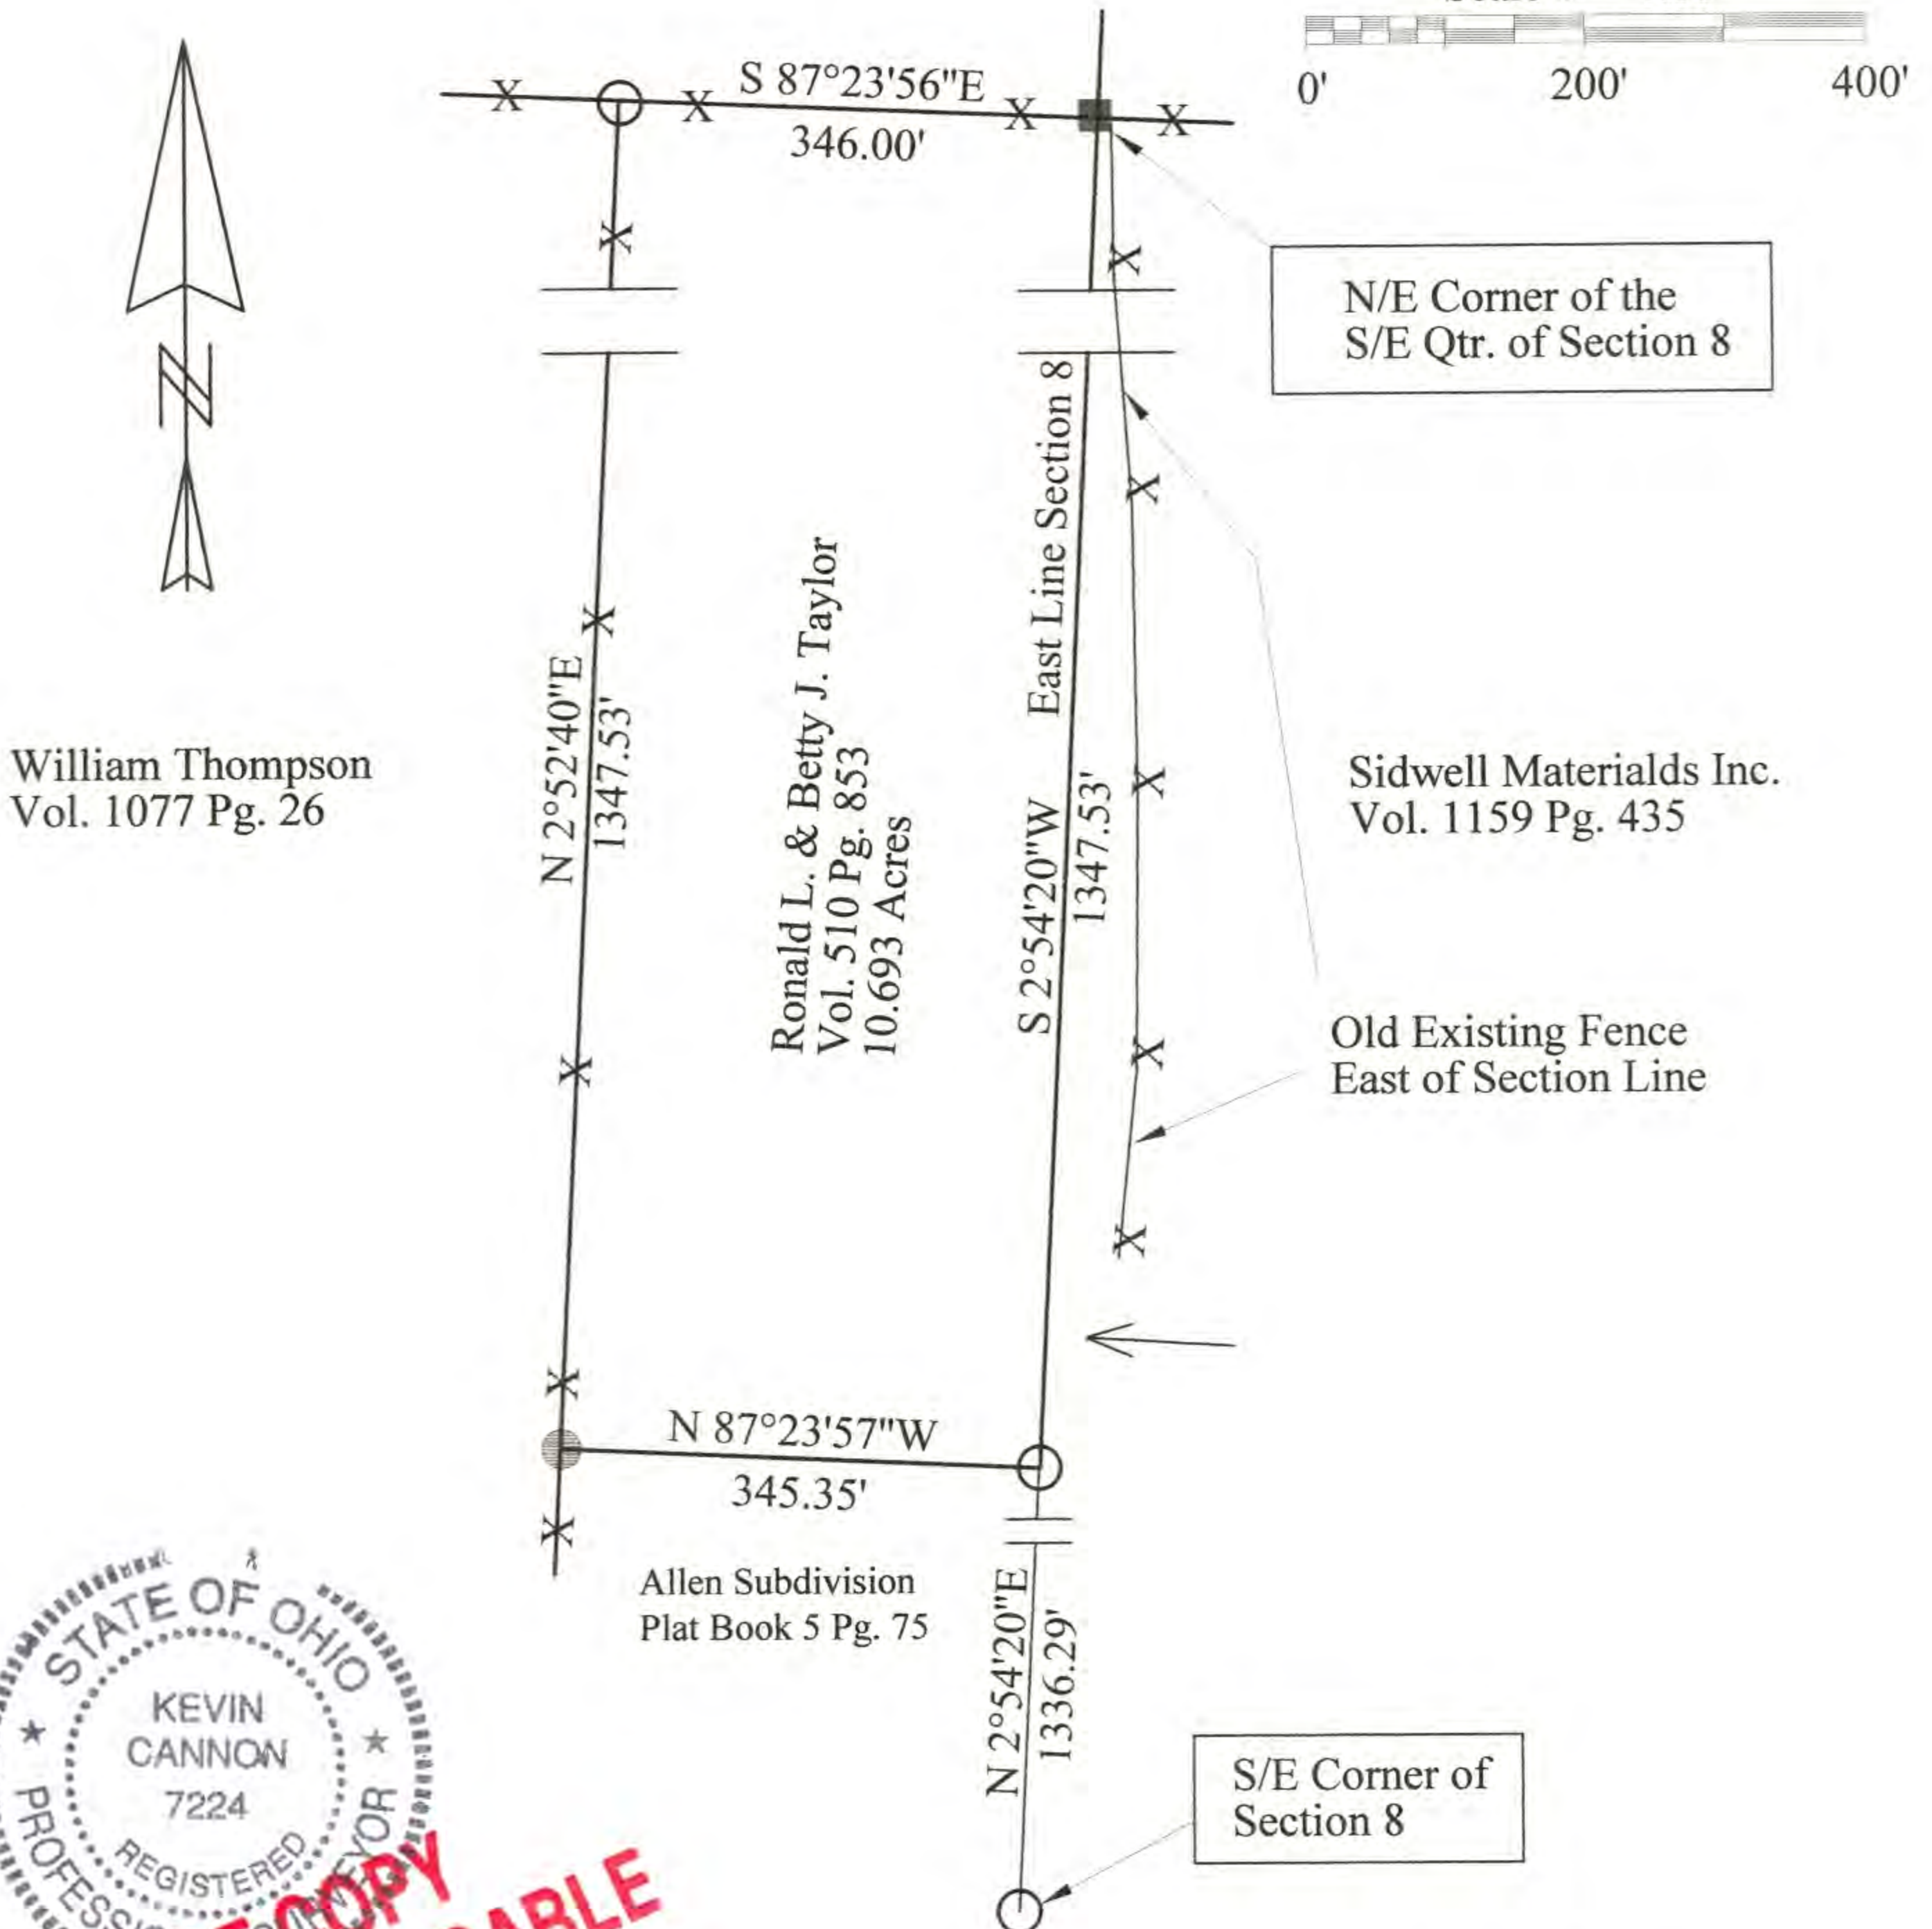 0' 200' 400'
S 87°23'56"E
346.00'
N/E Corner of the
S/E Qtr. of Section 8
N
X X X X
X X
East Line Section 8
S 2°54'20"W
1347.53'
N 2°52'40"E
1347.53'
Ronald L. & Betty J. Taylor
Vol. 510 Pg. 853
10.693 Acres
William Thompson
Vol. 1077 Pg. 26
Sidwell Materialds Inc.
Vol. 1159 Pg. 435
X X X X X X X X
Old Existing Fence
East of Section Line
N 87°23'57"W
345.35'
Allen Subdivision
Plat Book 5 Pg. 75
N 2°54'20"E
1336.29'
S/E Corner of
Section 8
STATE OF OHIO
KEVIN
CANNON
7224
REGISTERED
COPY